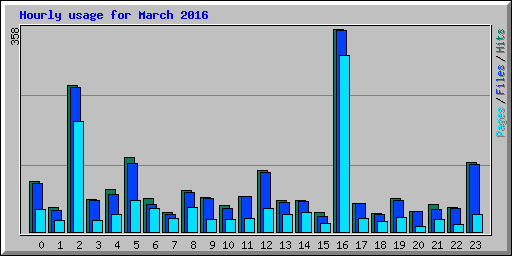 Hourly usage for March 2016
358
Pages / Files / Hits
0 1 2 3 4 5 6 7 8 9 10 11 12 13 14 15 16 17 18 19 20 21 22 23